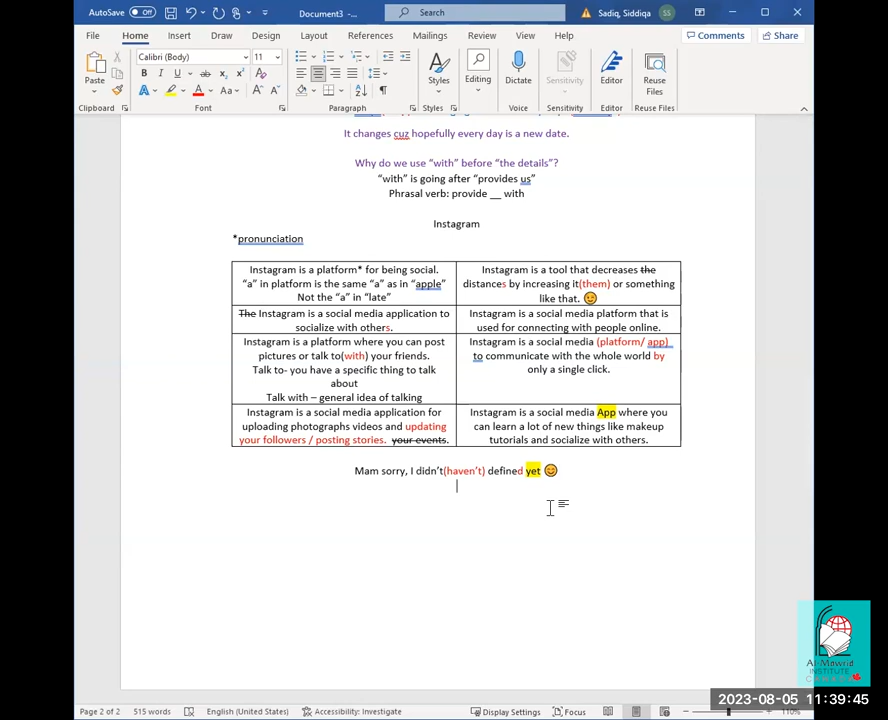 AutoSave Off Document3 -... Search Sadiq, Siddiqa SS
File Home Insert Draw Design Layout References Mailings Review View Help Comments Share
Calibri (Body) 11
Paste Styles Editing Dictate Sensitivity Editor Reuse Files
Clipboard Font Paragraph Styles Voice Sensitivity Editor Reuse Files
It changes cuz hopefully every day is a new date.
Why do we use “with” before “the details”?
“with” is going after “provides us”
Phrasal verb: provide __ with
Instagram
*pronunciation
Instagram is a platform* for being social.
“a” in platform is the same “a” as in “apple”
Not the “a” in “late”
Instagram is a tool that decreases the
distances by increasing it(them) or something
like that. 😉
The Instagram is a social media application to
socialize with others.
Instagram is a social media platform that is
used for connecting with people online.
Instagram is a platform where you can post
pictures or talk to(with) your friends.
Talk to- you have a specific thing to talk
about
Talk with – general idea of talking
Instagram is a social media (platform/ app)
to communicate with the whole world by
only a single click.
Instagram is a social media application for
uploading photographs videos and updating
your followers / posting stories. your events.
Instagram is a social media App where you
can learn a lot of new things like makeup
tutorials and socialize with others.
Mam sorry, I didn’t(haven’t) defined yet 😊
Al-Mawrid
INSTITUTE
CANADA
2023-08-05 11:39:45
Page 2 of 2 515 words English (United States) Accessibility: Investigate Display Settings Focus 110%